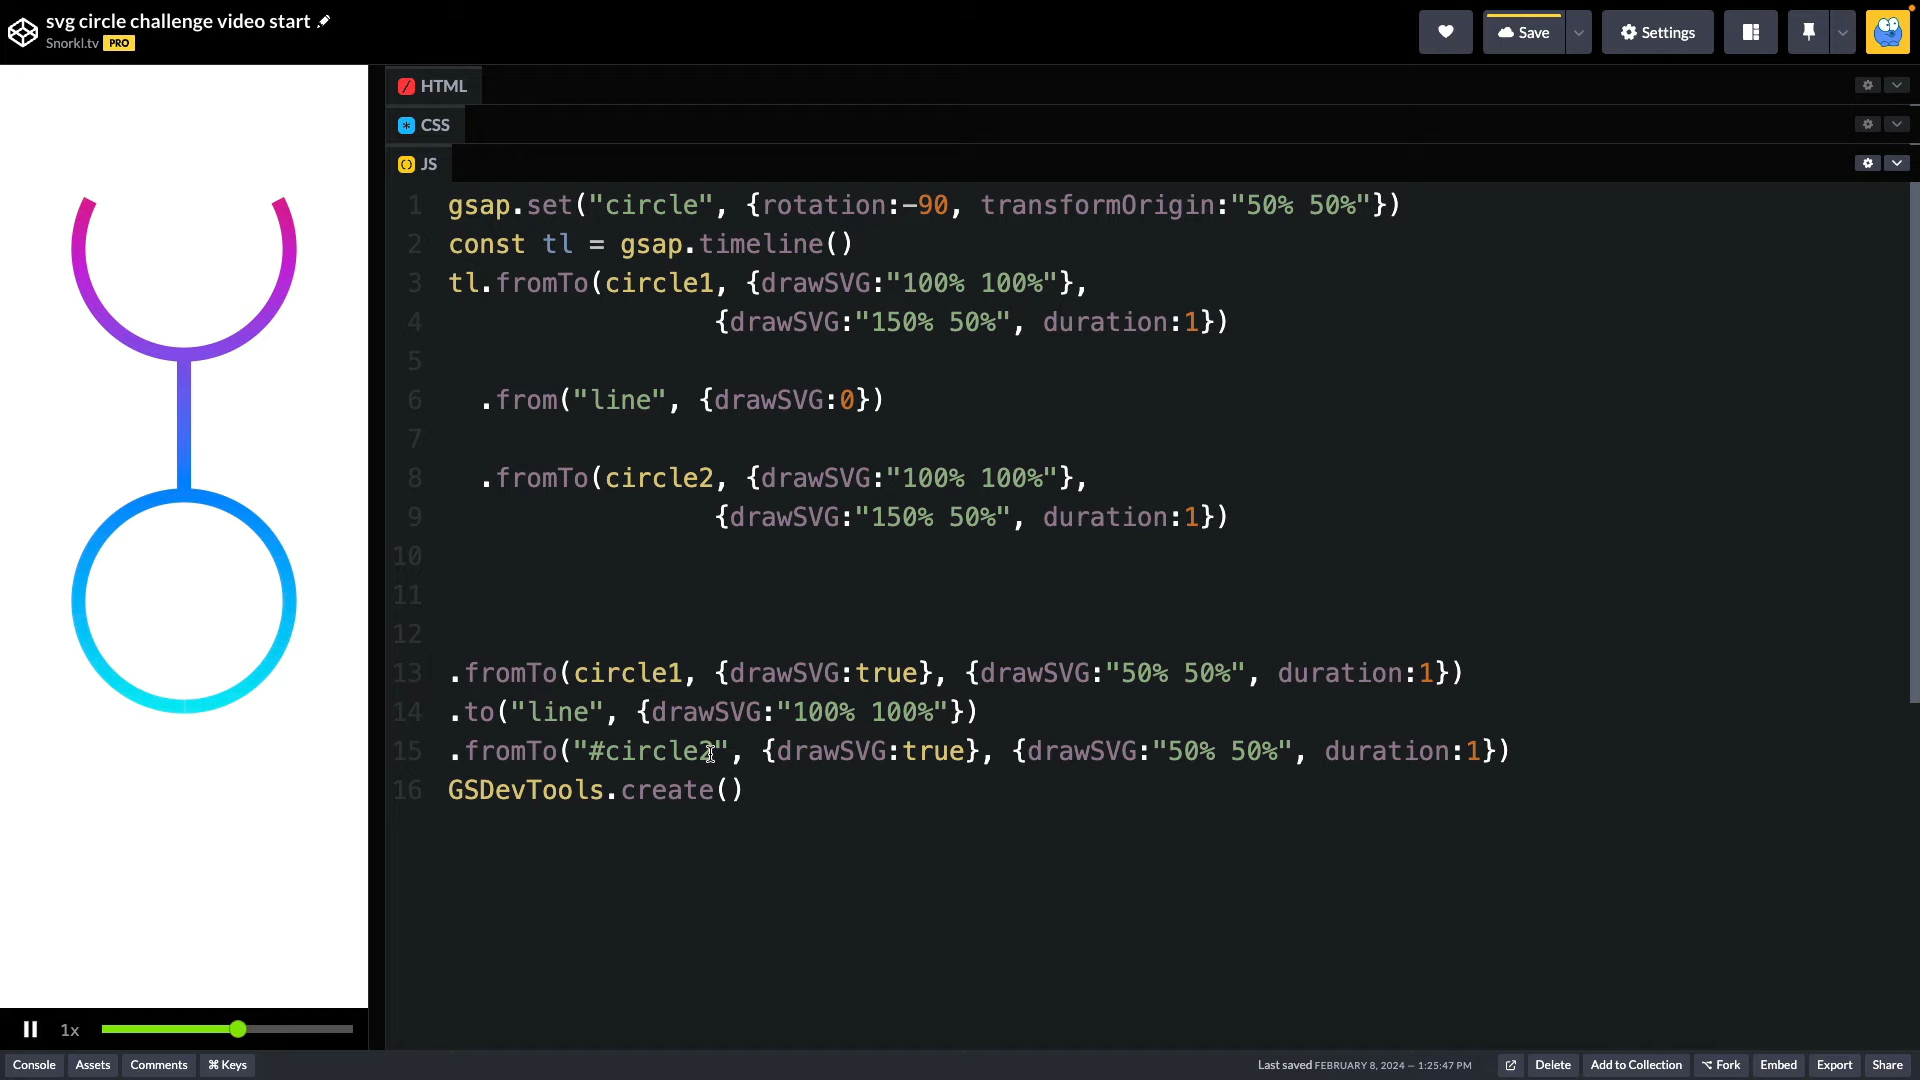 svg circle challenge video start
Snorkl.tv PRO
Save
Settings
HTML
CSS
JS
1 gsap.set("circle", {rotation:-90, transformOrigin:"50% 50%"})
2 const tl = gsap.timeline()
3 tl.fromTo(circle1, {drawSVG:"100% 100%"},
4 {drawSVG:"150% 50%", duration:1})
5
6 .from("line", {drawSVG:0})
7
8 .fromTo(circle2, {drawSVG:"100% 100%"},
9 {drawSVG:"150% 50%", duration:1})
10
11
12
13 .fromTo(circle1, {drawSVG:true}, {drawSVG:"50% 50%", duration:1})
14 .to("line", {drawSVG:"100% 100%"})
15 .fromTo("#circle2", {drawSVG:true}, {drawSVG:"50% 50%", duration:1})
16 GSDevTools.create()
1x
Console Assets Comments ⌘ Keys
Last saved FEBRUARY 8, 2024 — 1:25:47 PM
Delete Add to Collection ⌥ Fork Embed Export Share